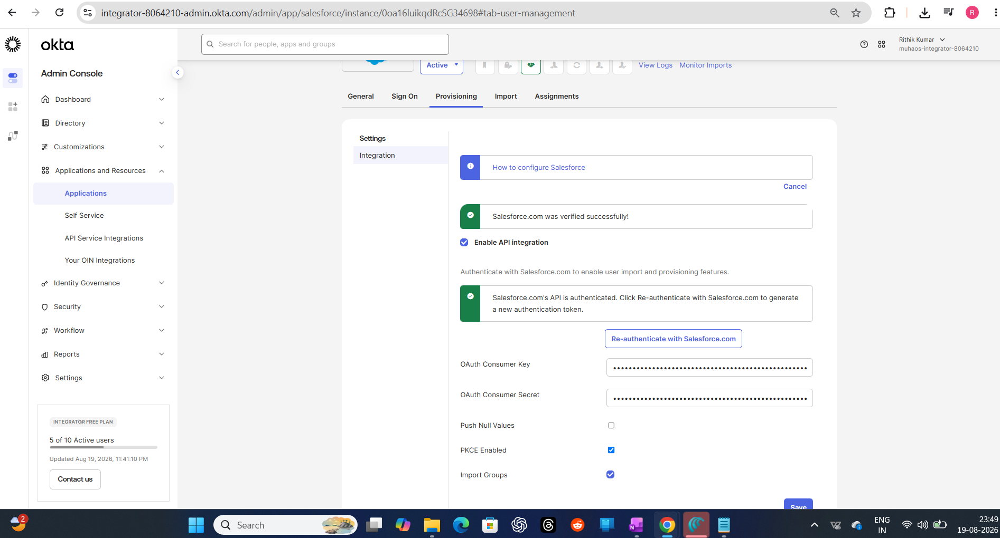 integrator-8064210-admin.okta.com/admin/app/salesforce/instance/0oa16luikqdRcSG34698#tab-user-management
R
okta
Search for people, apps and groups
Rithik Kumar
muhaos-integrator-8064210
Admin Console
Active
View Logs
Monitor Imports
Dashboard
Directory
Customizations
Applications and Resources
Applications
Self Service
API Service Integrations
Your OIN Integrations
Identity Governance
Security
Workflow
Reports
Settings
INTEGRATOR FREE PLAN
5 of 10 Active users
Updated Aug 19, 2026, 11:41:10 PM
Contact us
General
Sign On
Provisioning
Import
Assignments
Settings
Integration
How to configure Salesforce
Cancel
Salesforce.com was verified successfully!
Enable API integration
Authenticate with Salesforce.com to enable user import and provisioning features.
Salesforce.com's API is authenticated. Click Re-authenticate with Salesforce.com to generate
a new authentication token.
Re-authenticate with Salesforce.com
OAuth Consumer Key
OAuth Consumer Secret
Push Null Values
PKCE Enabled
Import Groups
Save
2
Search
N
ENG
IN
23:49
19-08-2026